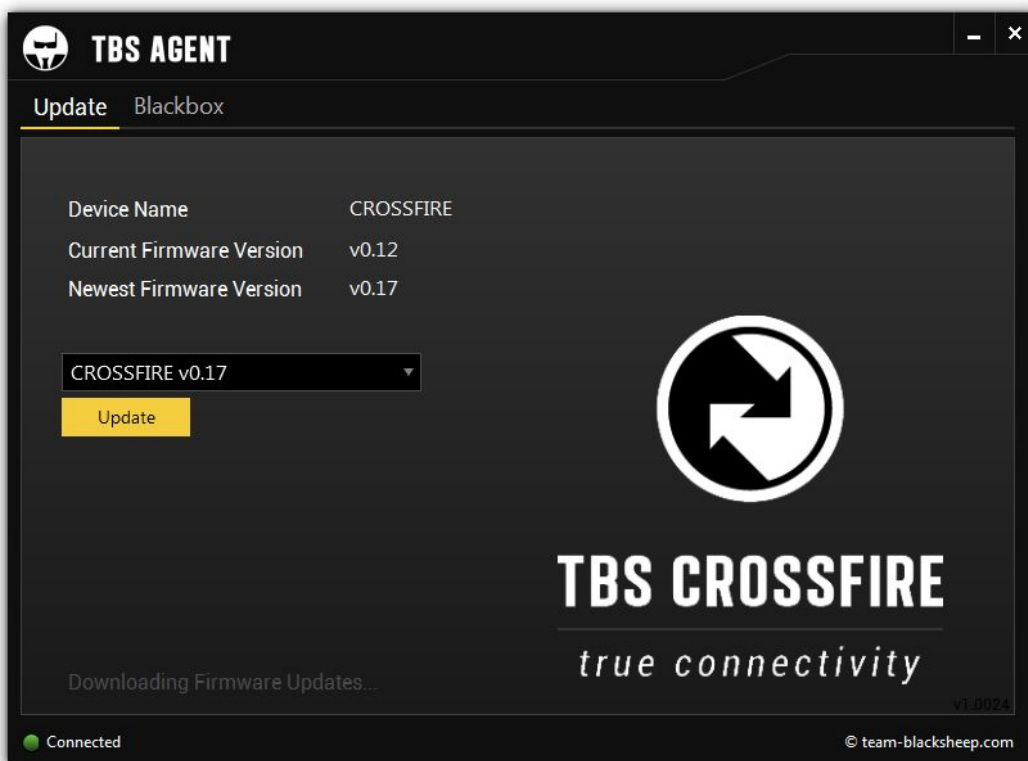 TBS AGENT
Update Blackbox
Device Name CROSSFIRE
Current Firmware Version v0.12
Newest Firmware Version v0.17
CROSSFIRE v0.17
Update
TBS CROSSFIRE
true connectivity
Downloading Firmware Updates...
v1.0024
Connected © team-blacksheep.com